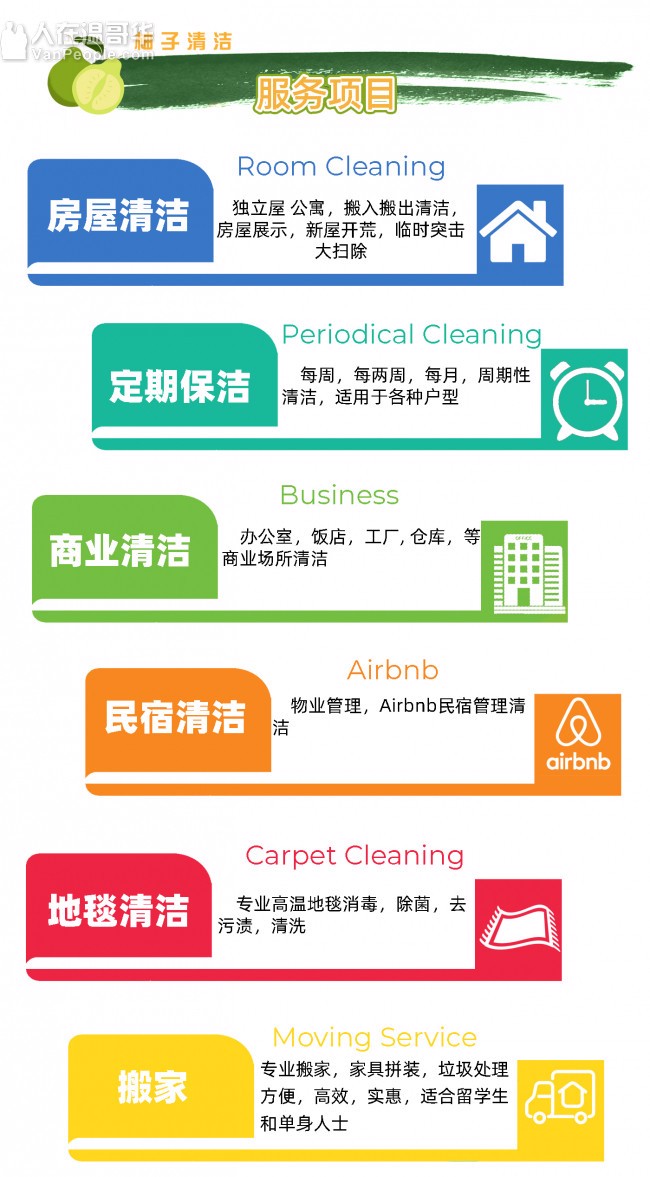 人在温哥华
VanPeople.com
柚子清洁
服务项目
Room Cleaning
房屋清洁
独立屋 公寓，搬入搬出清洁，
房屋展示，新屋开荒，临时突击
大扫除
Periodical Cleaning
定期保洁
每周，每两周，每月，周期性
清洁，适用于各种户型
Business
商业清洁
办公室，饭店，工厂, 仓库，等
商业场所清洁
OFFICE
Airbnb
民宿清洁
物业管理，Airbnb民宿管理清
洁
airbnb
Carpet Cleaning
地毯清洁
专业高温地毯消毒，除菌，去
污渍，清洗
Moving Service
搬家
专业搬家，家具拼装，垃圾处理
方便，高效，实惠，适合留学生
和单身人士